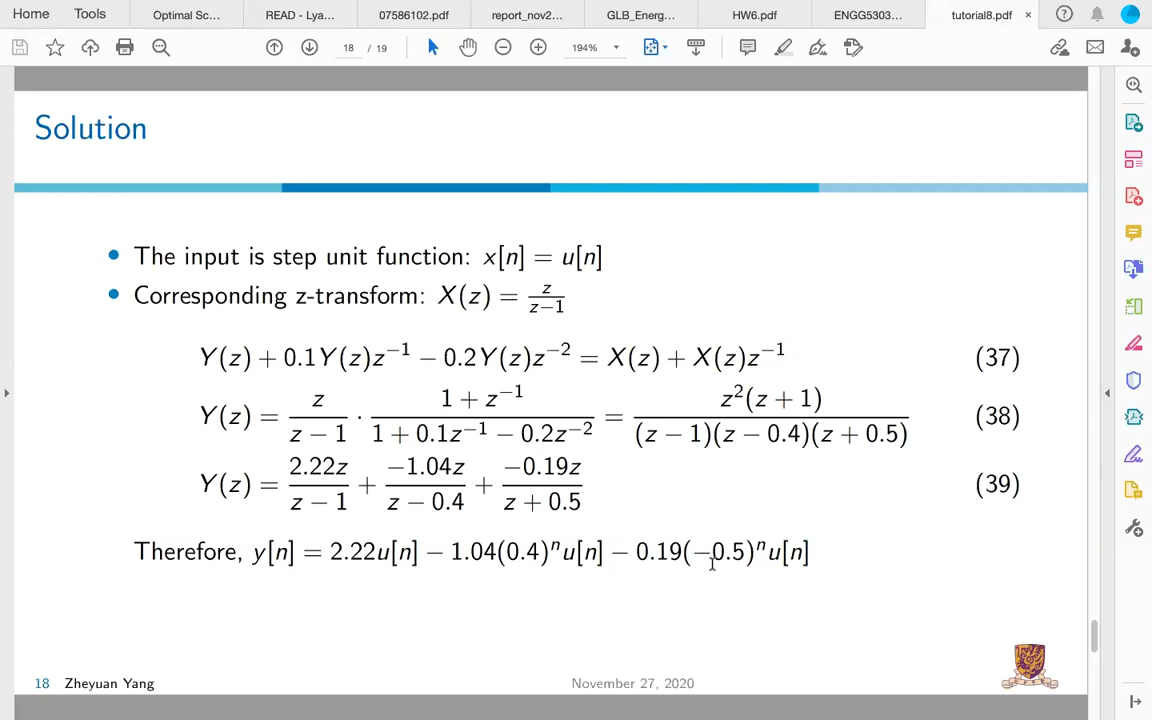 Home Tools Optimal Sc... READ - Lya... 07586102.pdf report_nov2... GLB_Energ... HW6.pdf ENGG5303... tutorial8.pdf ×
18 / 19 194%
Solution
• The input is step unit function: x[n] = u[n]
• Corresponding z-transform: X(z) = z/(z−1)
Y(z) + 0.1Y(z)z⁻¹ − 0.2Y(z)z⁻² = X(z) + X(z)z⁻¹ (37)
Y(z) = z/(z − 1) · (1 + z⁻¹)/(1 + 0.1z⁻¹ − 0.2z⁻²) = z²(z + 1)/((z − 1)(z − 0.4)(z + 0.5)) (38)
Y(z) = 2.22z/(z − 1) + −1.04z/(z − 0.4) + −0.19z/(z + 0.5) (39)
Therefore, y[n] = 2.22u[n] − 1.04(0.4)ⁿu[n] − 0.19(−0.5)ⁿu[n]
18 Zheyuan Yang November 27, 2020